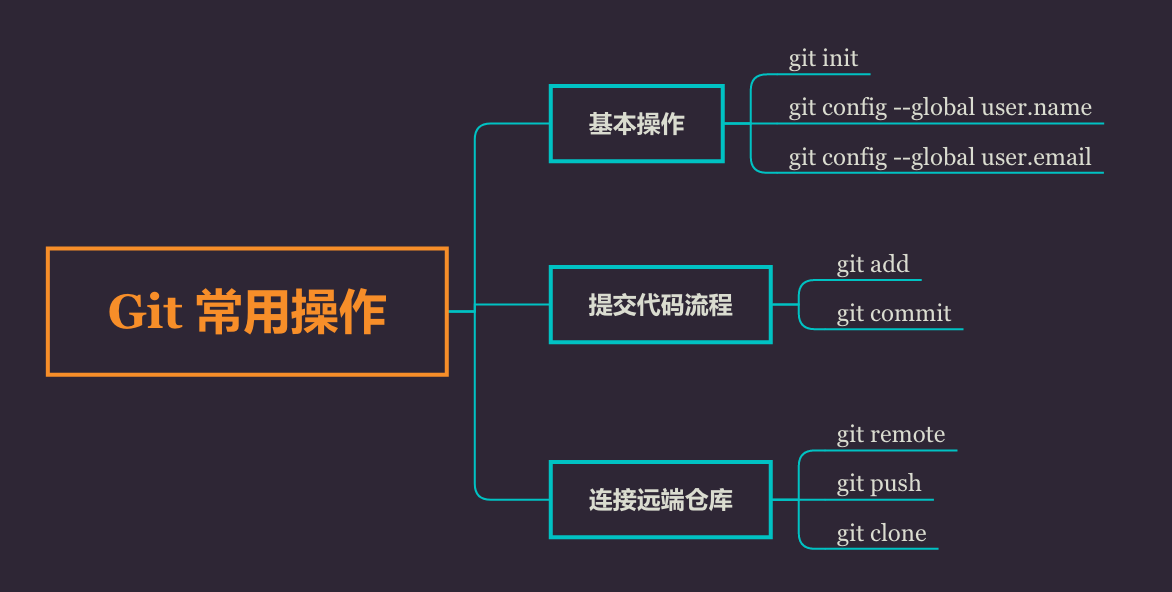 Git 常用操作
基本操作
git init
git config --global user.name
git config --global user.email
提交代码流程
git add
git commit
连接远端仓库
git remote
git push
git clone